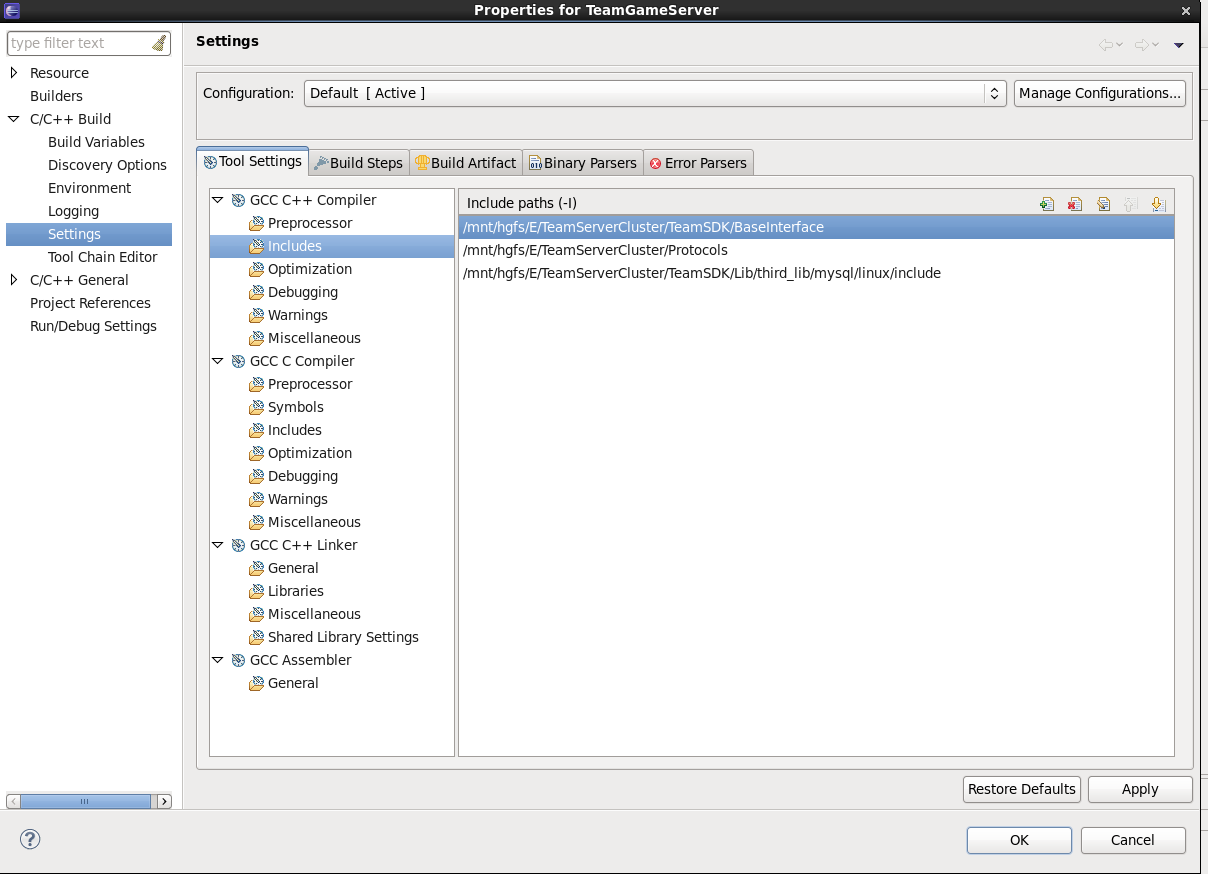 Properties for TeamGameServer
type filter text
Resource
Builders
C/C++ Build
Build Variables
Discovery Options
Environment
Logging
Settings
Tool Chain Editor
C/C++ General
Project References
Run/Debug Settings
Settings
Configuration: Default [ Active ] Manage Configurations...
Tool Settings Build Steps Build Artifact Binary Parsers Error Parsers
GCC C++ Compiler
Preprocessor
Includes
Optimization
Debugging
Warnings
Miscellaneous
GCC C Compiler
Preprocessor
Symbols
Includes
Optimization
Debugging
Warnings
Miscellaneous
GCC C++ Linker
General
Libraries
Miscellaneous
Shared Library Settings
GCC Assembler
General
Include paths (-I)
/mnt/hgfs/E/TeamServerCluster/TeamSDK/BaseInterface
/mnt/hgfs/E/TeamServerCluster/Protocols
/mnt/hgfs/E/TeamServerCluster/TeamSDK/Lib/third_lib/mysql/linux/include
Restore Defaults Apply
OK Cancel